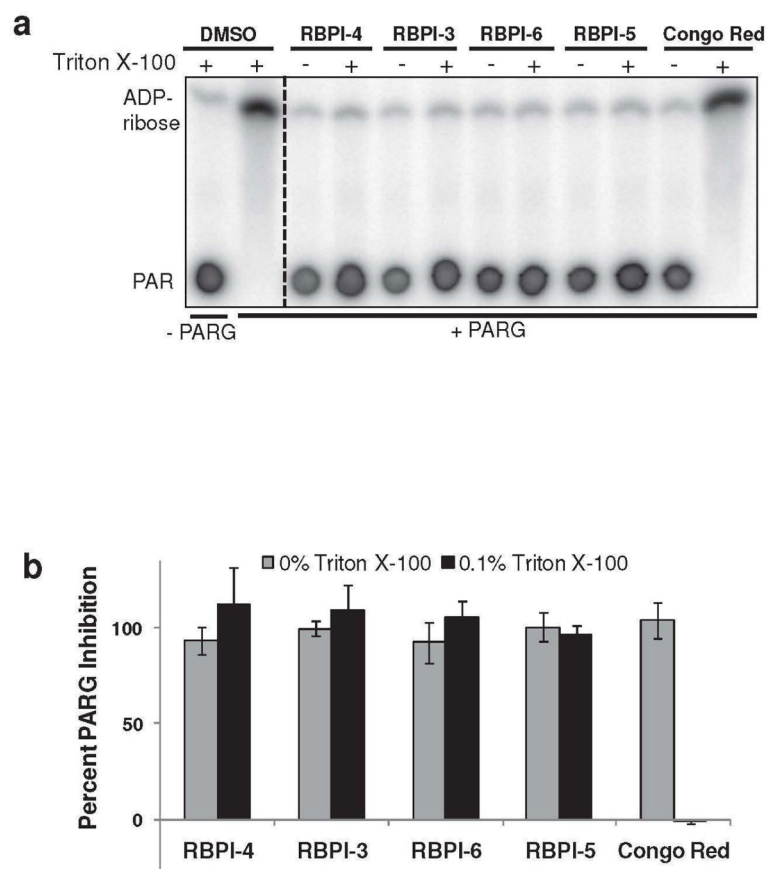 a
DMSO RBPI-4 RBPI-3 RBPI-6 RBPI-5 Congo Red
Triton X-100 + + - + - + - + - + - +
ADP-
ribose
PAR
- PARG + PARG
b
0% Triton X-100 0.1% Triton X-100
Percent PARG Inhibition
100
50
0
RBPI-4 RBPI-3 RBPI-6 RBPI-5 Congo Red